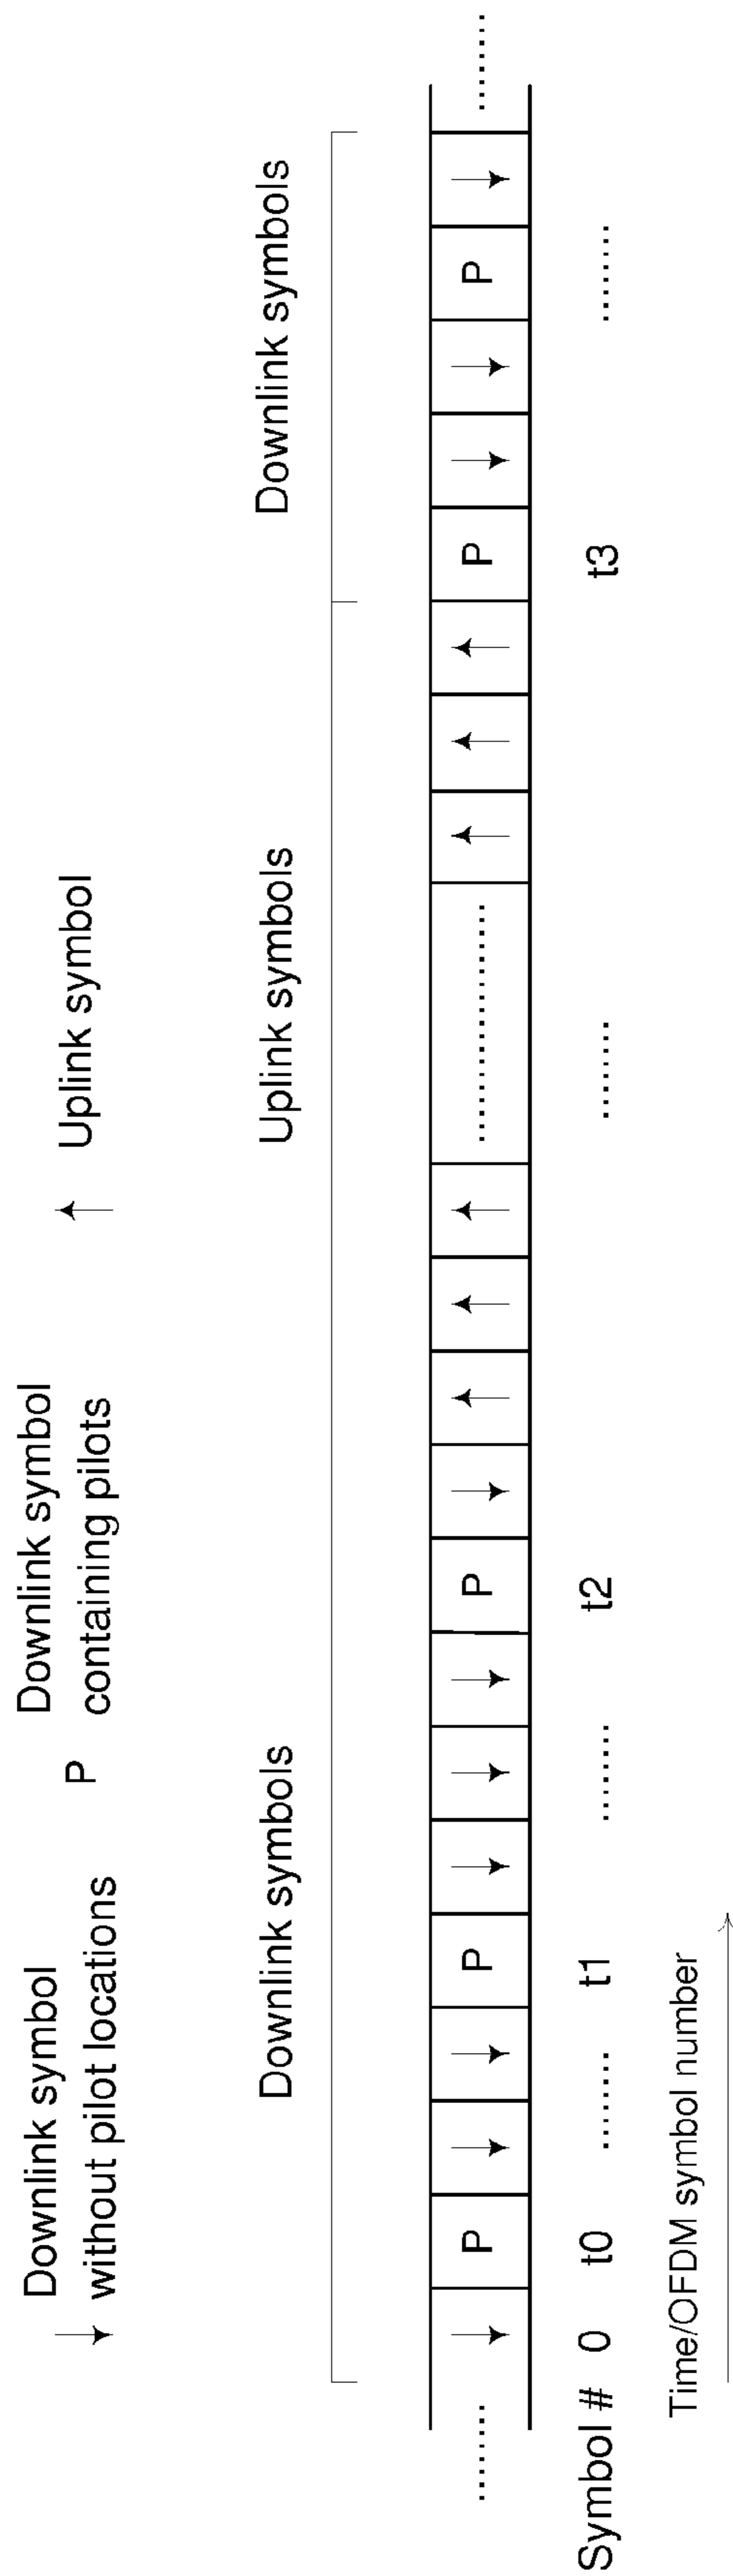 Downlink symbol
without pilot locations
P
Downlink symbol
containing pilots
Uplink symbol
Downlink symbols
Uplink symbols
Downlink symbols
P P P P P
Symbol # 0 t0 t1 t2 t3
Time/OFDM symbol number